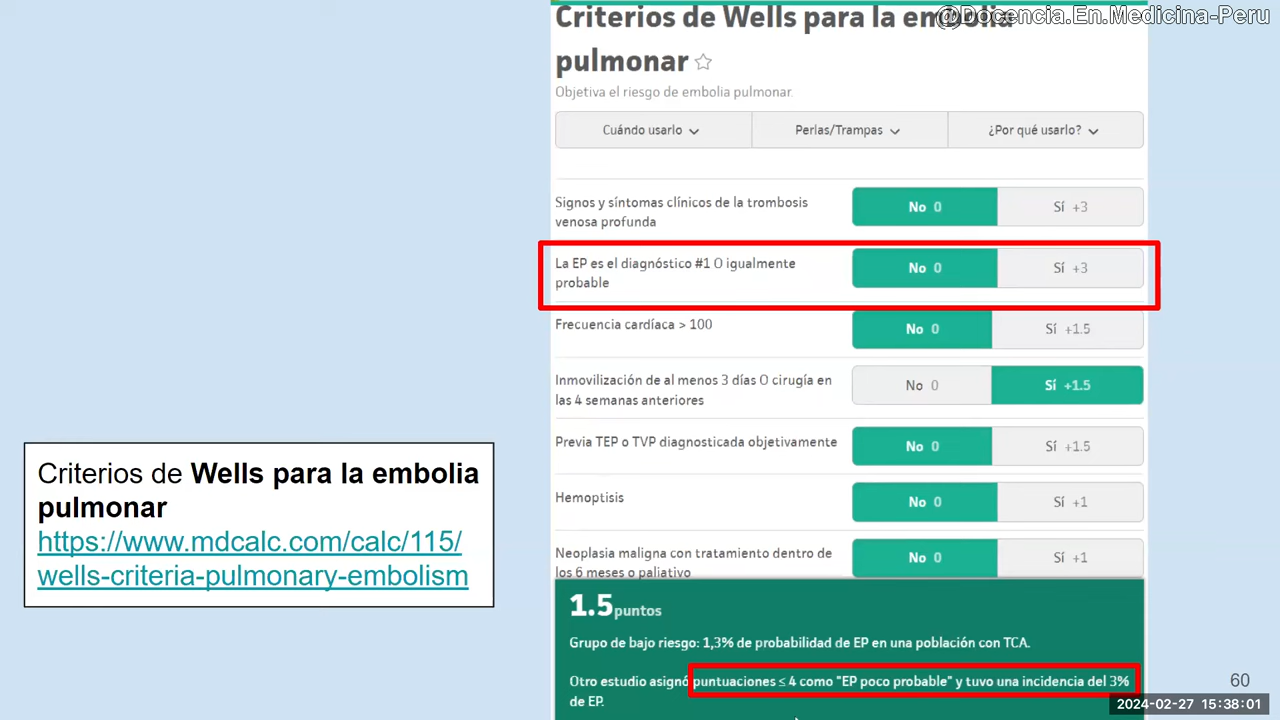 @Docencia.En.Medicina-Peru
Criterios de Wells para la embolia
pulmonar
Objetiva el riesgo de embolia pulmonar.
Cuándo usarlo
Perlas/Trampas
¿Por qué usarlo?
Signos y síntomas clínicos de la trombosis
venosa profunda
No 0
Sí +3
La EP es el diagnóstico #1 O igualmente
probable
No 0
Sí +3
Frecuencia cardíaca > 100
No 0
Sí +1.5
Inmovilización de al menos 3 días O cirugía en
las 4 semanas anteriores
No 0
Sí +1.5
Previa TEP o TVP diagnosticada objetivamente
No 0
Sí +1.5
Hemoptisis
No 0
Sí +1
Neoplasia maligna con tratamiento dentro de
los 6 meses o paliativo
No 0
Sí +1
1.5 puntos
Grupo de bajo riesgo: 1,3% de probabilidad de EP en una población con TCA.
Otro estudio asignó puntuaciones ≤ 4 como "EP poco probable" y tuvo una incidencia del 3%
de EP.
Criterios de Wells para la embolia
pulmonar
https://www.mdcalc.com/calc/115/
wells-criteria-pulmonary-embolism
60
2024-02-27 15:38:01